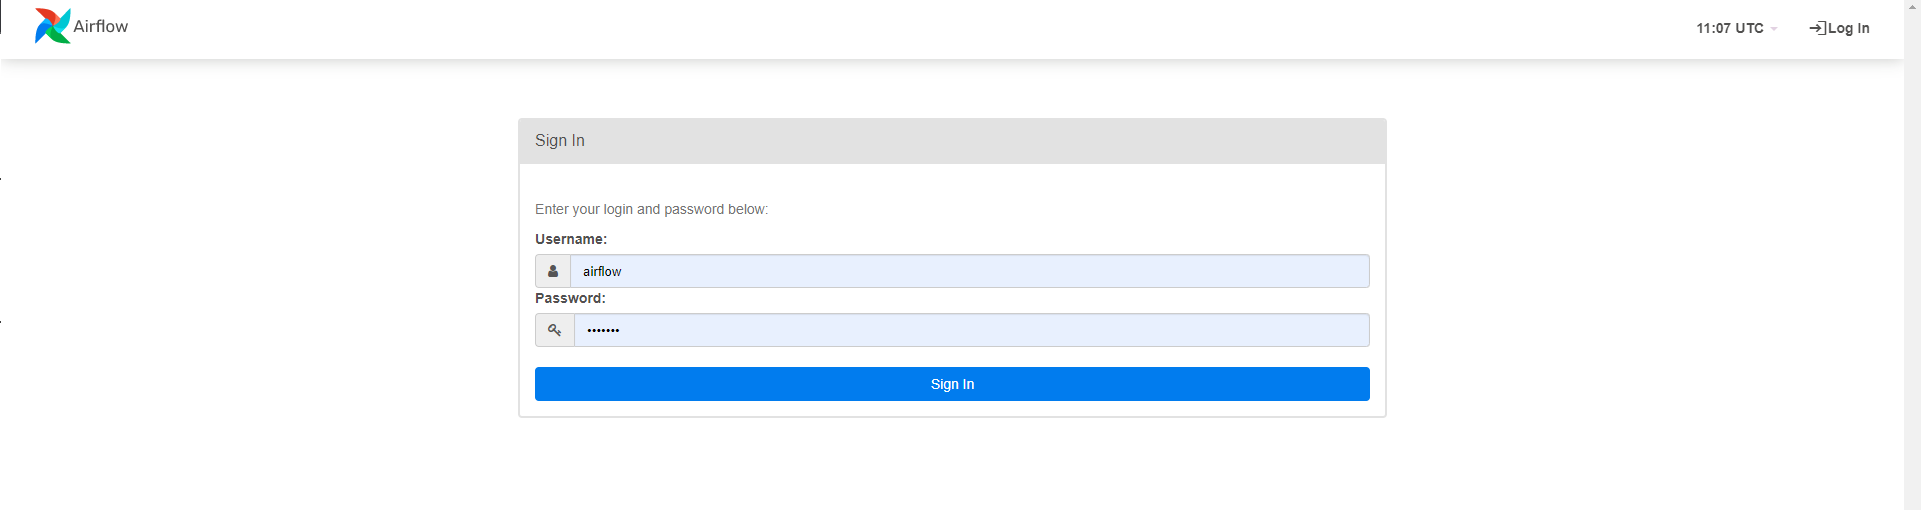 Airflow
11:07 UTC
Log In
Sign In
Enter your login and password below:
Username:
airflow
Password:
•••••••
Sign In